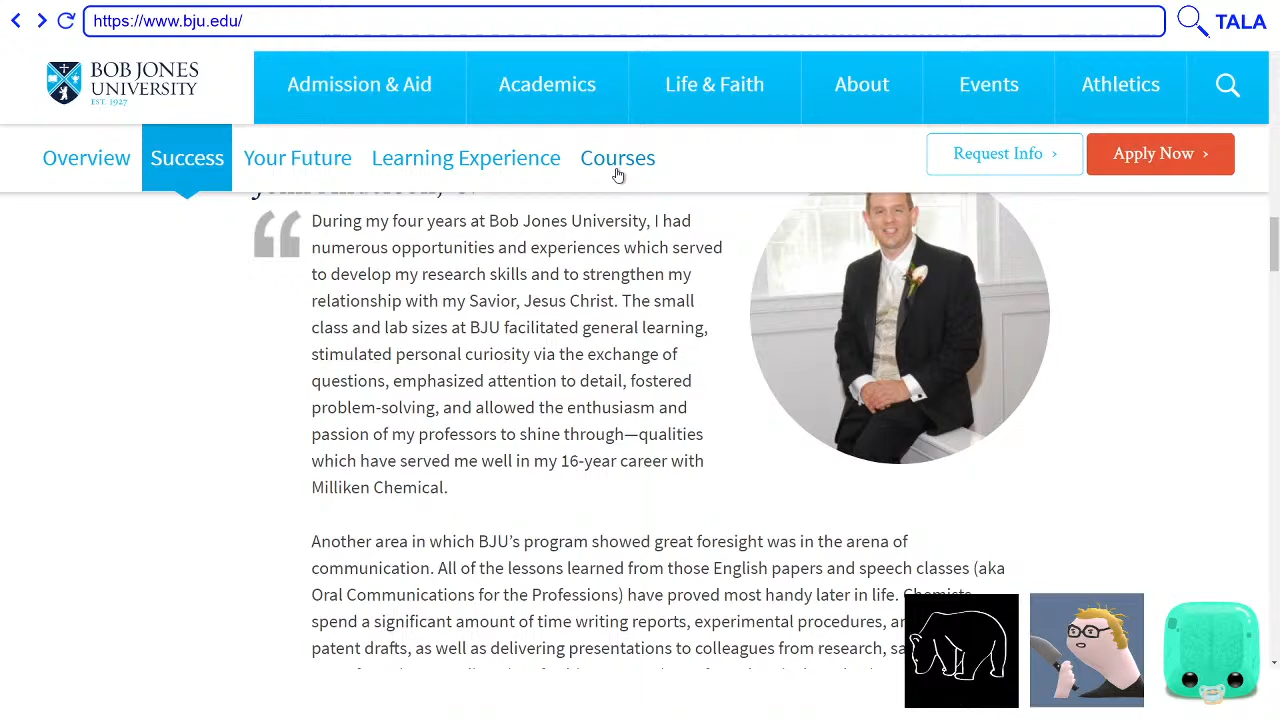 https://www.bju.edu/
TALA
BOB JONES
UNIVERSITY
EST. 1927
Admission & Aid
Academics
Life & Faith
About
Events
Athletics
Overview
Success
Your Future
Learning Experience
Courses
Request Info ›
Apply Now ›
During my four years at Bob Jones University, I had
numerous opportunities and experiences which served
to develop my research skills and to strengthen my
relationship with my Savior, Jesus Christ. The small
class and lab sizes at BJU facilitated general learning,
stimulated personal curiosity via the exchange of
questions, emphasized attention to detail, fostered
problem-solving, and allowed the enthusiasm and
passion of my professors to shine through—qualities
which have served me well in my 16-year career with
Milliken Chemical.
Another area in which BJU’s program showed great foresight was in the arena of
communication. All of the lessons learned from those English papers and speech classes (aka
Oral Communications for the Professions) have proved most handy later in life. Chemists
spend a significant amount of time writing reports, experimental procedures,
patent drafts, as well as delivering presentations to colleagues from research,